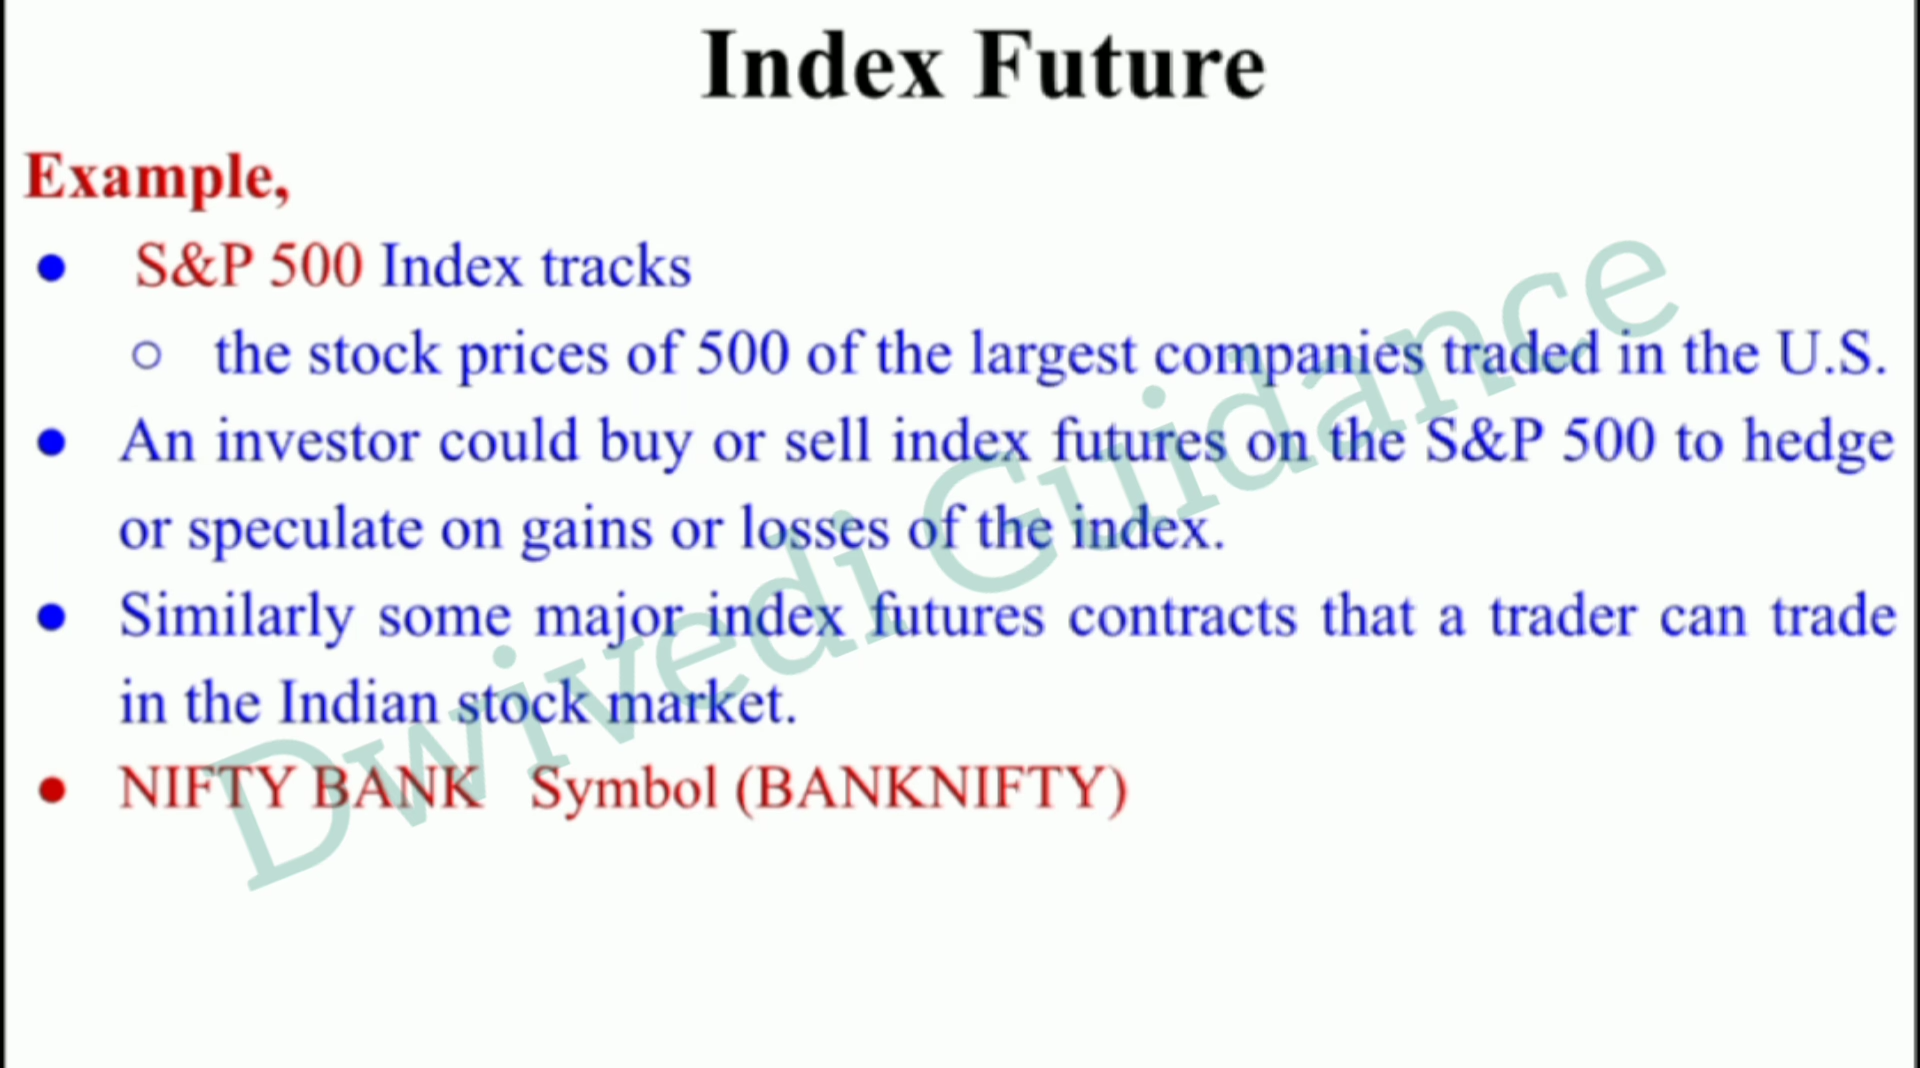 Index Future
Example,
● S&P 500 Index tracks
○ the stock prices of 500 of the largest companies traded in the U.S.
● An investor could buy or sell index futures on the S&P 500 to hedge
or speculate on gains or losses of the index.
● Similarly some major index futures contracts that a trader can trade
in the Indian stock market.
● NIFTY BANK Symbol (BANKNIFTY)
Dwivedi Guidance